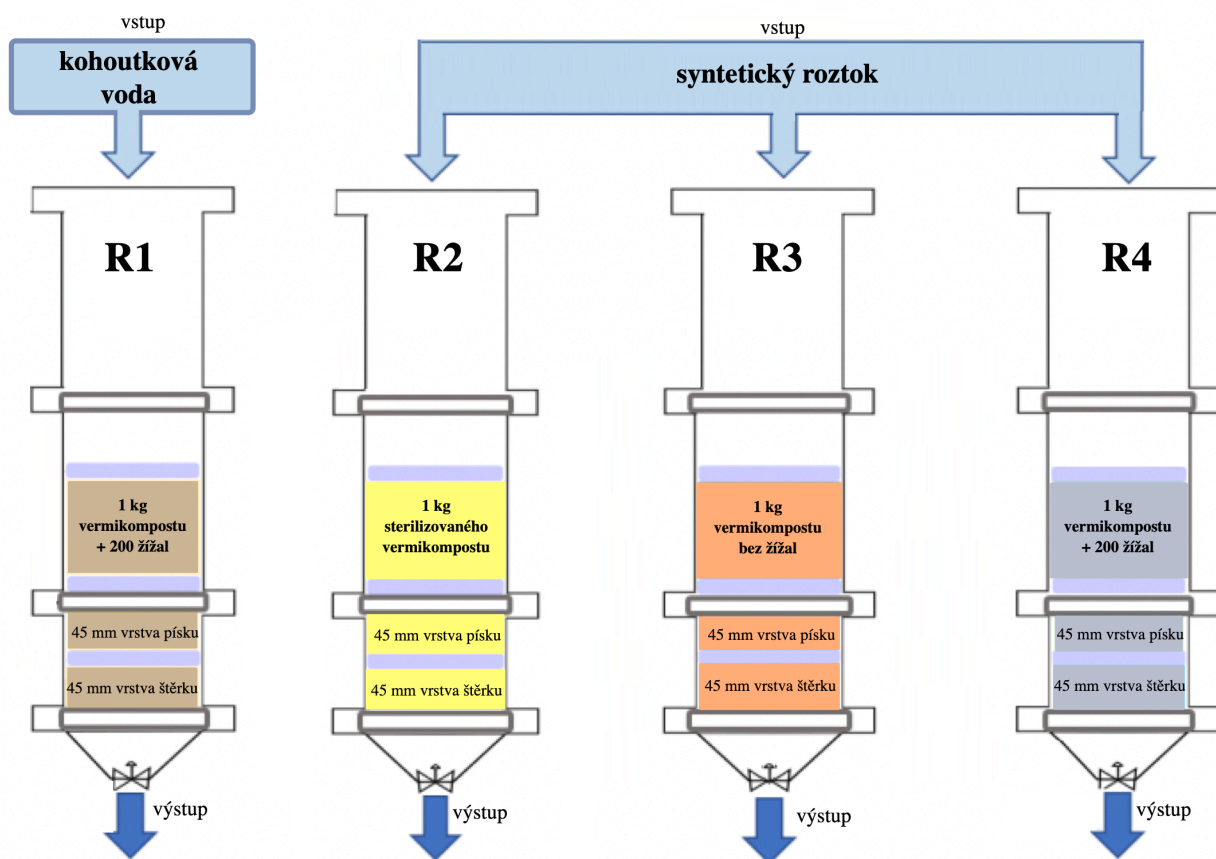 vstup
kohoutková
voda
vstup
syntetický roztok
R1
R2
R3
R4
1 kg
vermikompostu
+ 200 žížal
1 kg
sterilizovaného
vermikompostu
1 kg
vermikompostu
bez žížal
1 kg
vermikompostu
+ 200 žížal
45 mm vrstva písku
45 mm vrstva písku
45 mm vrstva písku
45 mm vrstva písku
45 mm vrstva štěrku
45 mm vrstva štěrku
45 mm vrstva štěrku
45 mm vrstva štěrku
výstup
výstup
výstup
výstup